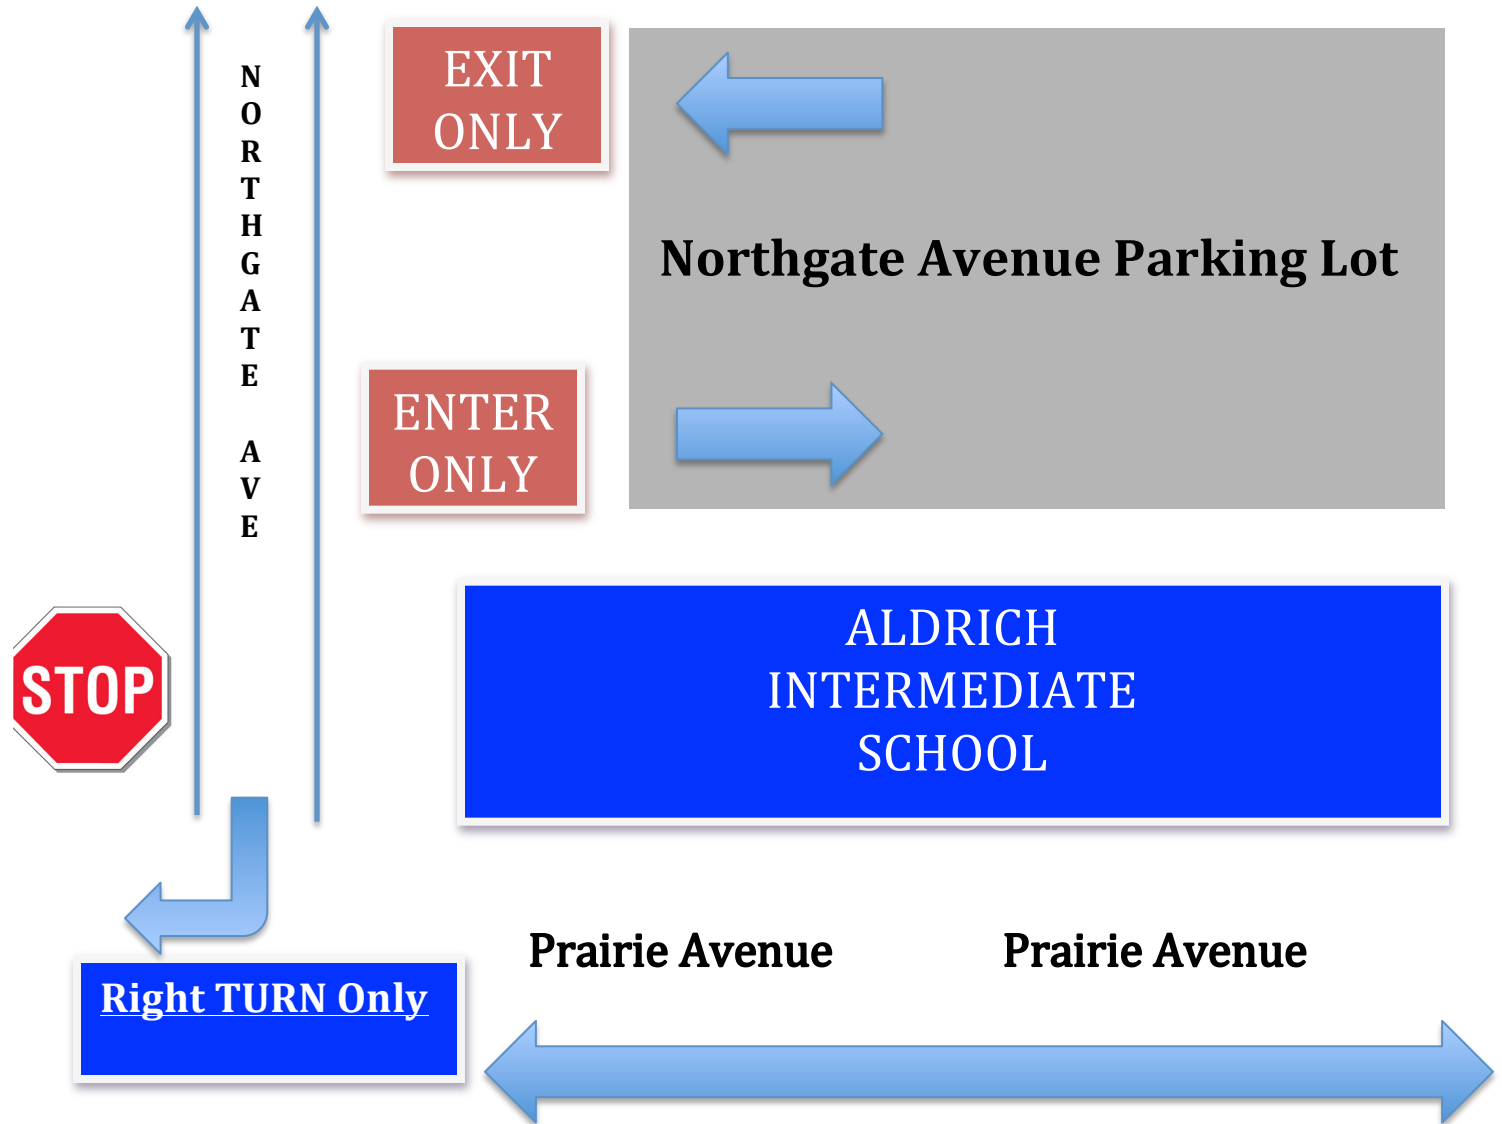 N
O
R
T
H
G
A
T
E
A
V
E
EXIT
ONLY
Northgate Avenue Parking Lot
ENTER
ONLY
STOP
ALDRICH
INTERMEDIATE
SCHOOL
Prairie Avenue Prairie Avenue
Right TURN Only